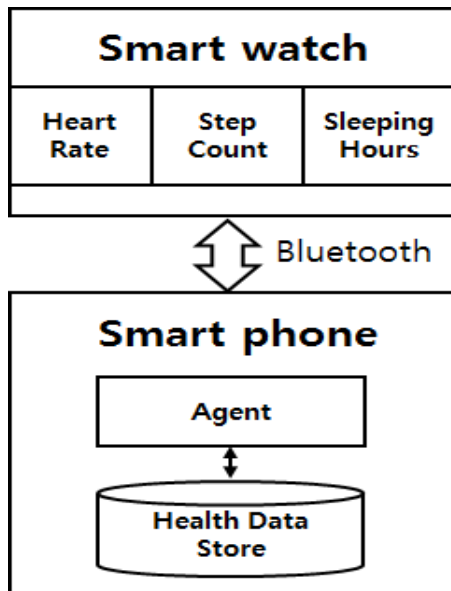 Smart watch
Heart
Rate
Step
Count
Sleeping
Hours
Bluetooth
Smart phone
Agent
Health Data
Store